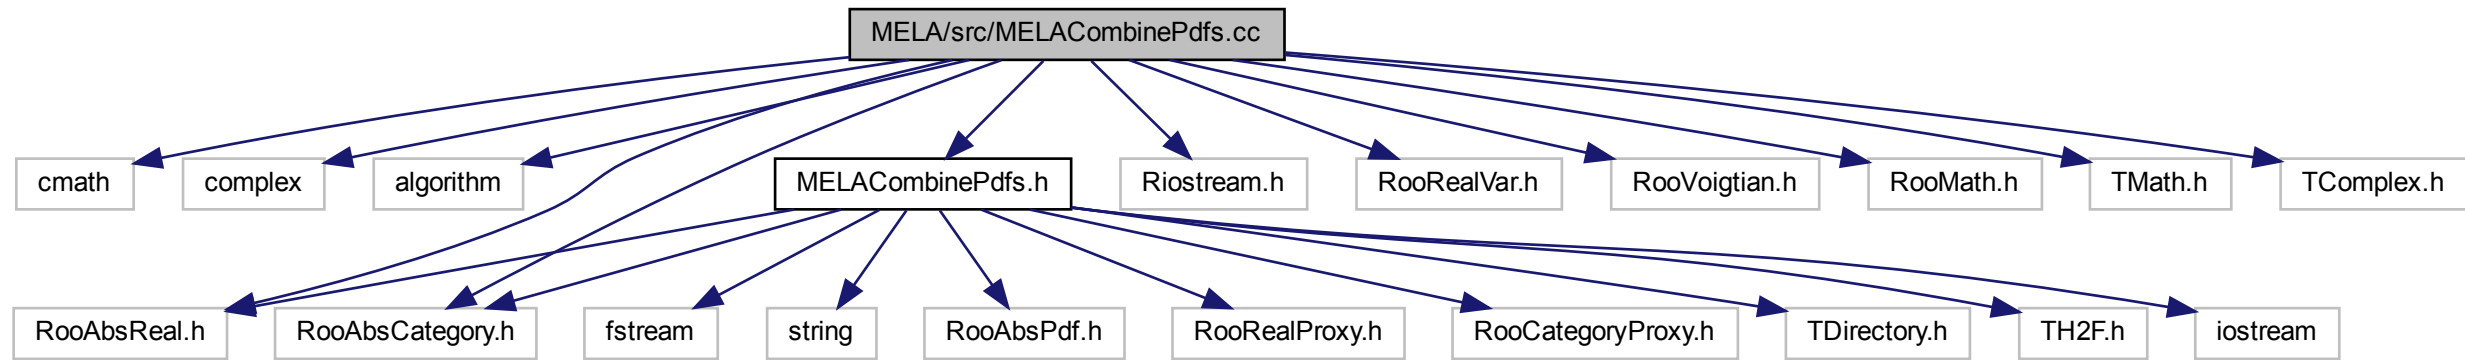 MELA/src/MELACombinePdfs.cc
cmath
complex
algorithm
MELACombinePdfs.h
Riostream.h
RooRealVar.h
RooVoigtian.h
RooMath.h
TMath.h
TComplex.h
RooAbsReal.h
RooAbsCategory.h
fstream
string
RooAbsPdf.h
RooRealProxy.h
RooCategoryProxy.h
TDirectory.h
TH2F.h
iostream